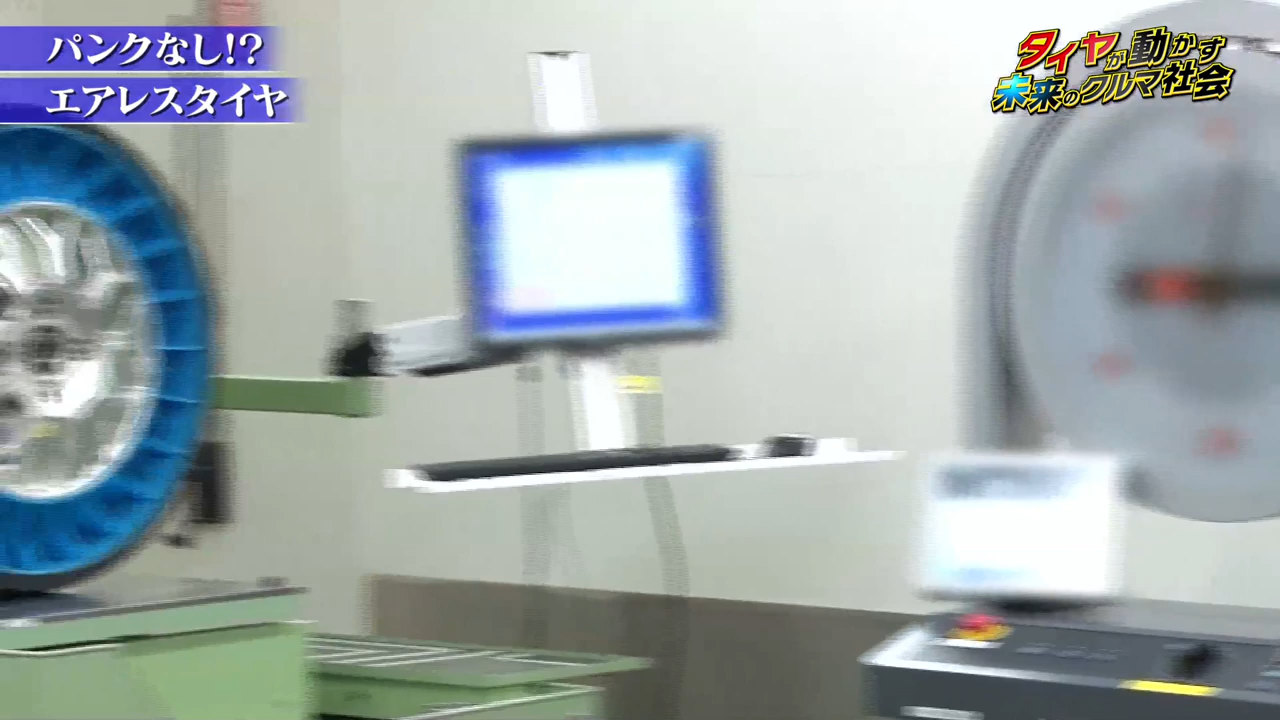 パンクなし!?
エアレスタイヤ
タイヤが動かす
未来のクルマ社会